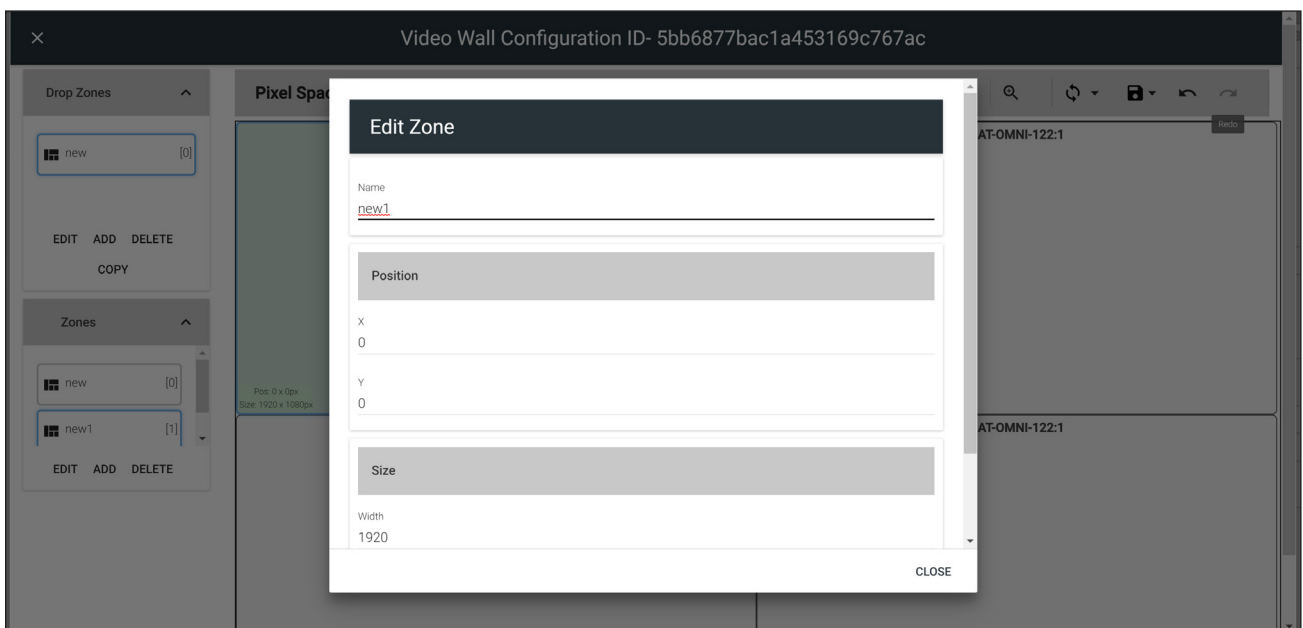 Video Wall Configuration ID- 5bb6877bac1a453169c767ac
Drop Zones
new [0]
EDIT ADD DELETE
COPY
Zones
new [0]
new1 [1]
EDIT ADD DELETE
Pixel Spac
Redo
AT-OMNI-122:1
Pos: 0 x 0px
Size: 1920 x 1080px
AT-OMNI-122:1
Edit Zone
Name
new1
Position
X
0
Y
0
Size
Width
1920
CLOSE